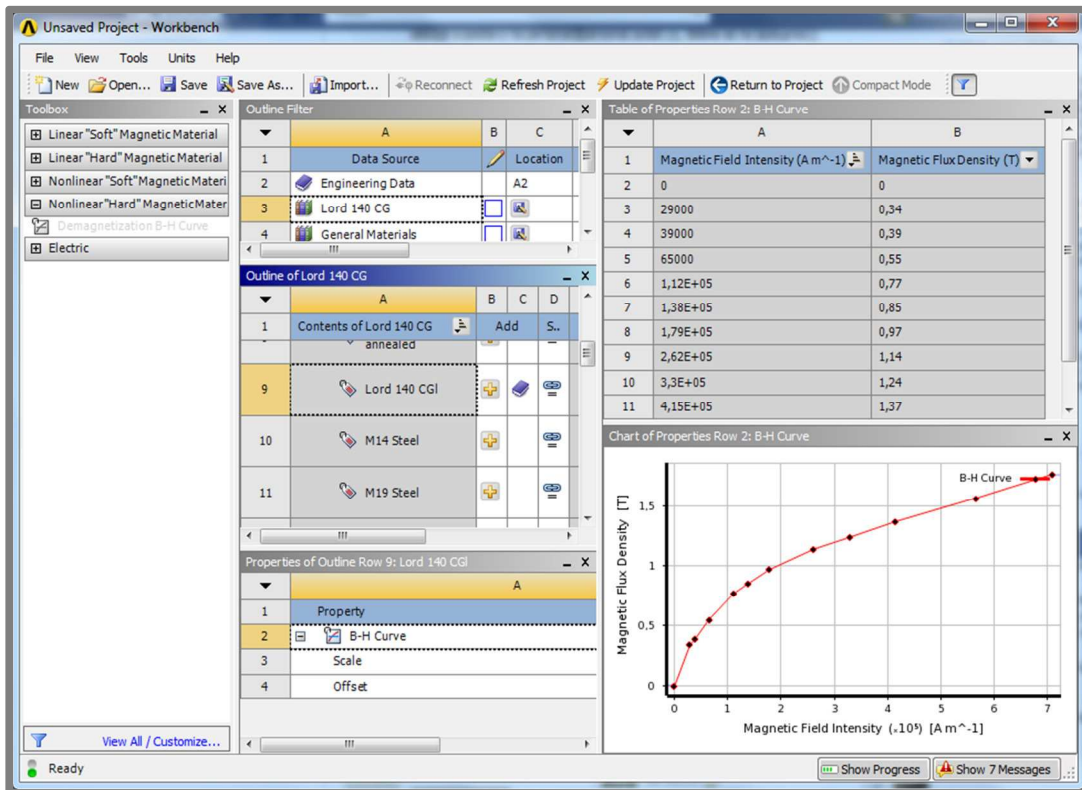 Unsaved Project - Workbench
File View Tools Units Help
New Open... Save Save As... Import... Reconnect Refresh Project Update Project Return to Project Compact Mode
Toolbox
Linear "Soft" Magnetic Material
Linear "Hard" Magnetic Material
Nonlinear "Soft" Magnetic Materi
Nonlinear "Hard" Magnetic Mater
Demagnetization B-H Curve
Electric
View All / Customize...
Outline Filter
A B C
1 Data Source Location
2 Engineering Data A2
3 Lord 140 CG
4 General Materials
Outline of Lord 140 CG
A B C D
1 Contents of Lord 140 CG Add S..
annealed
9 Lord 140 CGl
10 M14 Steel
11 M19 Steel
Properties of Outline Row 9: Lord 140 CGl
A
1 Property
2 B-H Curve
3 Scale
4 Offset
Table of Properties Row 2: B-H Curve
A B
1 Magnetic Field Intensity (A m^-1) Magnetic Flux Density (T)
2 0 0
3 29000 0,34
4 39000 0,39
5 65000 0,55
6 1,12E+05 0,77
7 1,38E+05 0,85
8 1,79E+05 0,97
9 2,62E+05 1,14
10 3,3E+05 1,24
11 4,15E+05 1,37
Chart of Properties Row 2: B-H Curve
B-H Curve
Magnetic Flux Density [T]
1,5
1
0,5
0
0 1 2 3 4 5 6 7
Magnetic Field Intensity (.10⁵) [A m^-1]
Ready
Show Progress Show 7 Messages